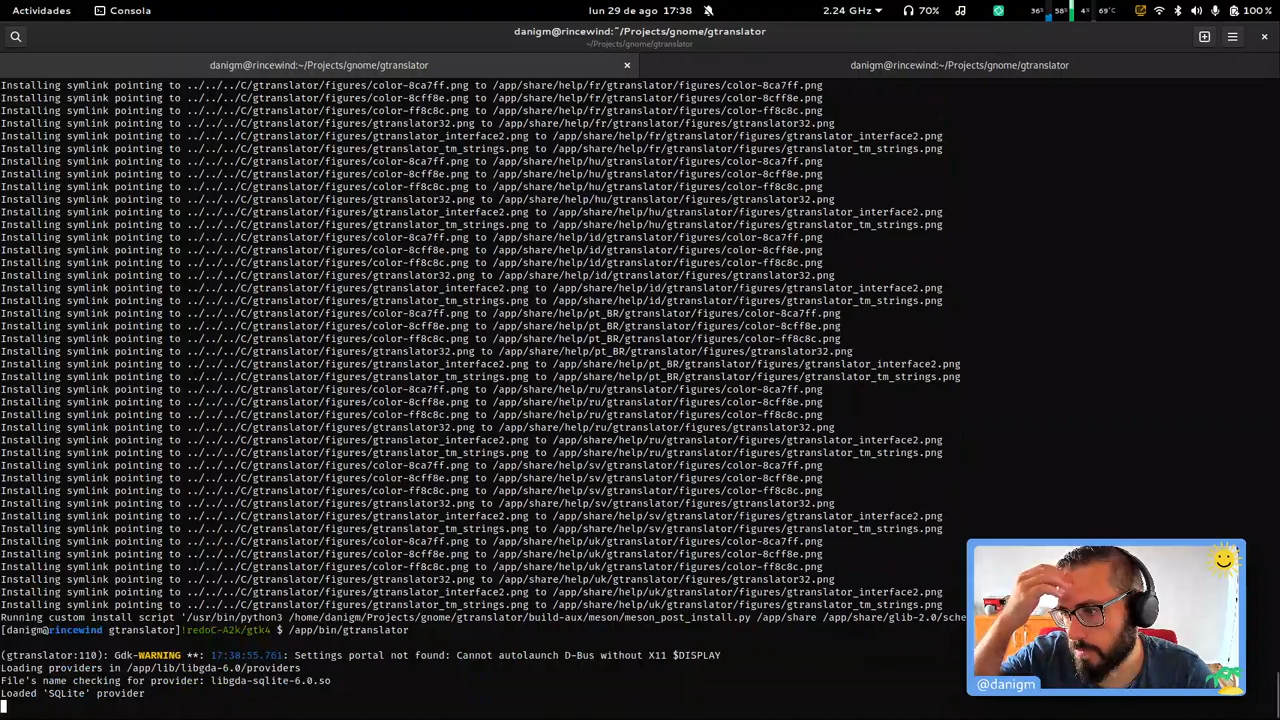 Actividades
Consola
lun 29 de ago 17:38
2.24 GHz
70%
36%
58%
4%
69°C
100 %
danigm@rincewind:~/Projects/gnome/gtranslator
~/Projects/gnome/gtranslator
danigm@rincewind:~/Projects/gnome/gtranslator
danigm@rincewind:~/Projects/gnome/gtranslator
Installing symlink pointing to ../../../C/gtranslator/figures/color-8ca7ff.png to /app/share/help/fr/gtranslator/figures/color-8ca7ff.png
Installing symlink pointing to ../../../C/gtranslator/figures/color-8cff8e.png to /app/share/help/fr/gtranslator/figures/color-8cff8e.png
Installing symlink pointing to ../../../C/gtranslator/figures/color-ff8c8c.png to /app/share/help/fr/gtranslator/figures/color-ff8c8c.png
Installing symlink pointing to ../../../C/gtranslator/figures/gtranslator32.png to /app/share/help/fr/gtranslator/figures/gtranslator32.png
Installing symlink pointing to ../../../C/gtranslator/figures/gtranslator_interface2.png to /app/share/help/fr/gtranslator/figures/gtranslator_interface2.png
Installing symlink pointing to ../../../C/gtranslator/figures/gtranslator_tm_strings.png to /app/share/help/fr/gtranslator/figures/gtranslator_tm_strings.png
Installing symlink pointing to ../../../C/gtranslator/figures/color-8ca7ff.png to /app/share/help/hu/gtranslator/figures/color-8ca7ff.png
Installing symlink pointing to ../../../C/gtranslator/figures/color-8cff8e.png to /app/share/help/hu/gtranslator/figures/color-8cff8e.png
Installing symlink pointing to ../../../C/gtranslator/figures/color-ff8c8c.png to /app/share/help/hu/gtranslator/figures/color-ff8c8c.png
Installing symlink pointing to ../../../C/gtranslator/figures/gtranslator32.png to /app/share/help/hu/gtranslator/figures/gtranslator32.png
Installing symlink pointing to ../../../C/gtranslator/figures/gtranslator_interface2.png to /app/share/help/hu/gtranslator/figures/gtranslator_interface2.png
Installing symlink pointing to ../../../C/gtranslator/figures/gtranslator_tm_strings.png to /app/share/help/hu/gtranslator/figures/gtranslator_tm_strings.png
Installing symlink pointing to ../../../C/gtranslator/figures/color-8ca7ff.png to /app/share/help/id/gtranslator/figures/color-8ca7ff.png
Installing symlink pointing to ../../../C/gtranslator/figures/color-8cff8e.png to /app/share/help/id/gtranslator/figures/color-8cff8e.png
Installing symlink pointing to ../../../C/gtranslator/figures/color-ff8c8c.png to /app/share/help/id/gtranslator/figures/color-ff8c8c.png
Installing symlink pointing to ../../../C/gtranslator/figures/gtranslator32.png to /app/share/help/id/gtranslator/figures/gtranslator32.png
Installing symlink pointing to ../../../C/gtranslator/figures/gtranslator_interface2.png to /app/share/help/id/gtranslator/figures/gtranslator_interface2.png
Installing symlink pointing to ../../../C/gtranslator/figures/gtranslator_tm_strings.png to /app/share/help/id/gtranslator/figures/gtranslator_tm_strings.png
Installing symlink pointing to ../../../C/gtranslator/figures/color-8ca7ff.png to /app/share/help/pt_BR/gtranslator/figures/color-8ca7ff.png
Installing symlink pointing to ../../../C/gtranslator/figures/color-8cff8e.png to /app/share/help/pt_BR/gtranslator/figures/color-8cff8e.png
Installing symlink pointing to ../../../C/gtranslator/figures/color-ff8c8c.png to /app/share/help/pt_BR/gtranslator/figures/color-ff8c8c.png
Installing symlink pointing to ../../../C/gtranslator/figures/gtranslator32.png to /app/share/help/pt_BR/gtranslator/figures/gtranslator32.png
Installing symlink pointing to ../../../C/gtranslator/figures/gtranslator_interface2.png to /app/share/help/pt_BR/gtranslator/figures/gtranslator_interface2.png
Installing symlink pointing to ../../../C/gtranslator/figures/gtranslator_tm_strings.png to /app/share/help/pt_BR/gtranslator/figures/gtranslator_tm_strings.png
Installing symlink pointing to ../../../C/gtranslator/figures/color-8ca7ff.png to /app/share/help/ru/gtranslator/figures/color-8ca7ff.png
Installing symlink pointing to ../../../C/gtranslator/figures/color-8cff8e.png to /app/share/help/ru/gtranslator/figures/color-8cff8e.png
Installing symlink pointing to ../../../C/gtranslator/figures/color-ff8c8c.png to /app/share/help/ru/gtranslator/figures/color-ff8c8c.png
Installing symlink pointing to ../../../C/gtranslator/figures/gtranslator32.png to /app/share/help/ru/gtranslator/figures/gtranslator32.png
Installing symlink pointing to ../../../C/gtranslator/figures/gtranslator_interface2.png to /app/share/help/ru/gtranslator/figures/gtranslator_interface2.png
Installing symlink pointing to ../../../C/gtranslator/figures/gtranslator_tm_strings.png to /app/share/help/ru/gtranslator/figures/gtranslator_tm_strings.png
Installing symlink pointing to ../../../C/gtranslator/figures/color-8ca7ff.png to /app/share/help/sv/gtranslator/figures/color-8ca7ff.png
Installing symlink pointing to ../../../C/gtranslator/figures/color-8cff8e.png to /app/share/help/sv/gtranslator/figures/color-8cff8e.png
Installing symlink pointing to ../../../C/gtranslator/figures/color-ff8c8c.png to /app/share/help/sv/gtranslator/figures/color-ff8c8c.png
Installing symlink pointing to ../../../C/gtranslator/figures/gtranslator32.png to /app/share/help/sv/gtranslator/figures/gtranslator32.png
Installing symlink pointing to ../../../C/gtranslator/figures/gtranslator_interface2.png to /app/share/help/sv/gtranslator/figures/gtranslator_interface2.png
Installing symlink pointing to ../../../C/gtranslator/figures/gtranslator_tm_strings.png to /app/share/help/sv/gtranslator/figures/gtranslator_tm_strings.png
Installing symlink pointing to ../../../C/gtranslator/figures/color-8ca7ff.png to /app/share/help/uk/gtranslator/figures/color-8ca7ff.png
Installing symlink pointing to ../../../C/gtranslator/figures/color-8cff8e.png to /app/share/help/uk/gtranslator/figures/color-8cff8e.png
Installing symlink pointing to ../../../C/gtranslator/figures/color-ff8c8c.png to /app/share/help/uk/gtranslator/figures/color-ff8c8c.png
Installing symlink pointing to ../../../C/gtranslator/figures/gtranslator32.png to /app/share/help/uk/gtranslator/figures/gtranslator32.png
Installing symlink pointing to ../../../C/gtranslator/figures/gtranslator_interface2.png to /app/share/help/uk/gtranslator/figures/gtranslator_interface2.png
Installing symlink pointing to ../../../C/gtranslator/figures/gtranslator_tm_strings.png to /app/share/help/uk/gtranslator/figures/gtranslator_tm_strings.png
Running custom install script '/usr/bin/python3 /home/danigm/Projects/gnome/gtranslator/build-aux/meson/meson_post_install.py /app/share /app/share/glib-2.0/sche
[danigm@rincewind gtranslator]!redoC-A2k/gtk4 $ /app/bin/gtranslator
(gtranslator:110): Gdk-WARNING **: 17:38:55.761: Settings portal not found: Cannot autolaunch D-Bus without X11 $DISPLAY
Loading providers in /app/lib/libgda-6.0/providers
File's name checking for provider: libgda-sqlite-6.0.so
Loaded 'SQLite' provider
@danigm